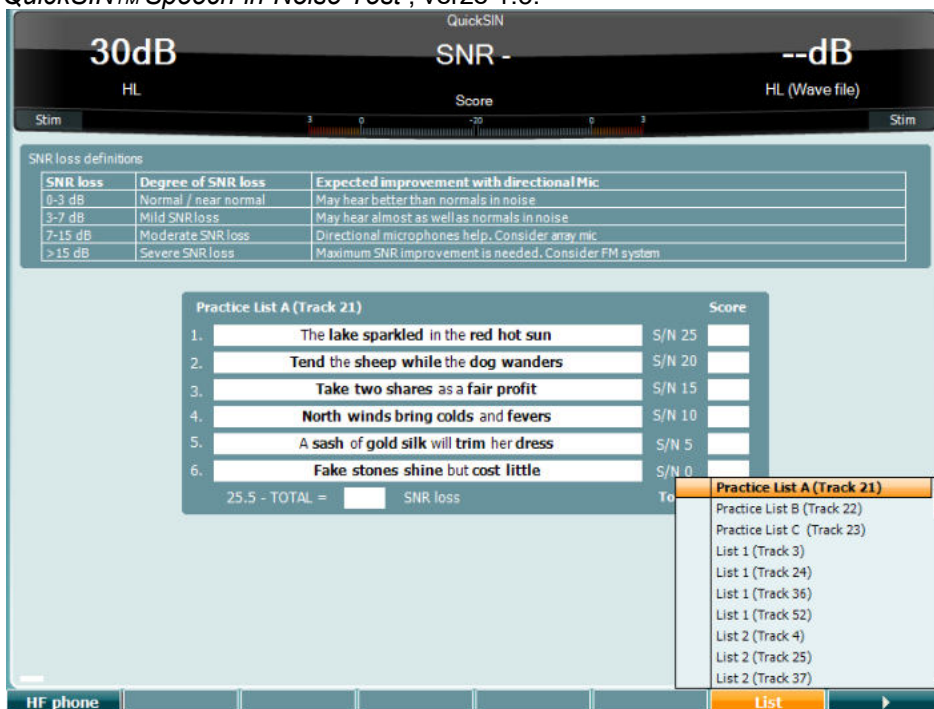 QuickSIN™ Speech-in-Noise Test", verze 1.3.
QuickSIN
30dB SNR - --dB
HL HL (Wave file)
Score
Stim 3 0 -20 0 3 Stim
SNR loss definitions
SNR loss Degree of SNR loss Expected improvement with directional Mic
0-3 dB Normal / near normal May hear better than normals in noise
3-7 dB Mild SNR loss May hear almost as well as normals in noise
7-15 dB Moderate SNR loss Directional microphones help. Consider array mic
>15 dB Severe SNR loss Maximum SNR improvement is needed. Consider FM system
Practice List A (Track 21) Score
1. The lake sparkled in the red hot sun S/N 25
2. Tend the sheep while the dog wanders S/N 20
3. Take two shares as a fair profit S/N 15
4. North winds bring colds and fevers S/N 10
5. A sash of gold silk will trim her dress S/N 5
6. Fake stones shine but cost little S/N 0
25.5 - TOTAL = SNR loss To
Practice List A (Track 21)
Practice List B (Track 22)
Practice List C (Track 23)
List 1 (Track 3)
List 1 (Track 24)
List 1 (Track 36)
List 1 (Track 52)
List 2 (Track 4)
List 2 (Track 25)
List 2 (Track 37)
HF phone List